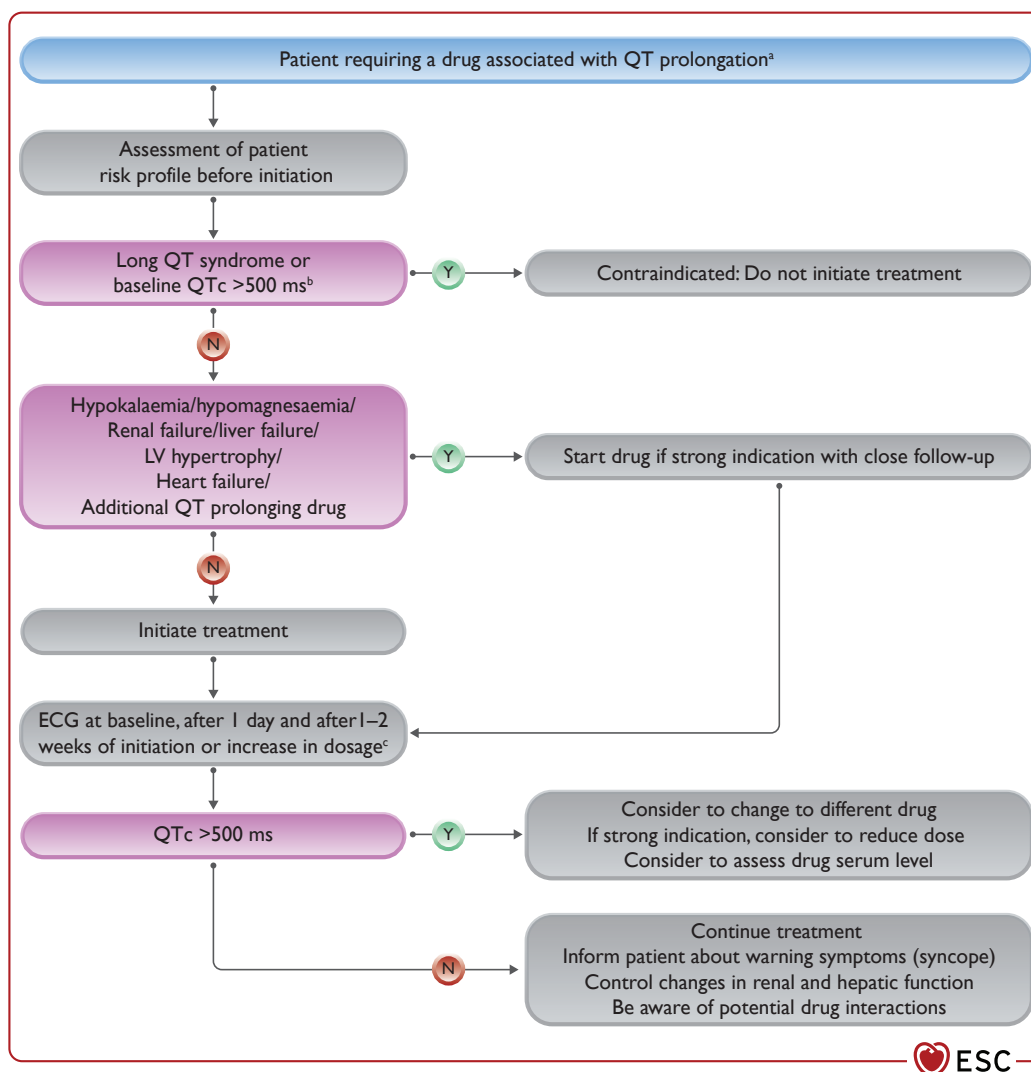 Patient requiring a drug associated with QT prolongationᵃ
Assessment of patient
risk profile before initiation
Long QT syndrome or
baseline QTc >500 msᵇ
Y
Contraindicated: Do not initiate treatment
N
Hypokalaemia/hypomagnesaemia/
Renal failure/liver failure/
LV hypertrophy/
Heart failure/
Additional QT prolonging drug
Y
Start drug if strong indication with close follow-up
N
Initiate treatment
ECG at baseline, after 1 day and after1–2
weeks of initiation or increase in dosageᶜ
QTc >500 ms
Y
Consider to change to different drug
If strong indication, consider to reduce dose
Consider to assess drug serum level
N
Continue treatment
Inform patient about warning symptoms (syncope)
Control changes in renal and hepatic function
Be aware of potential drug interactions
ESC